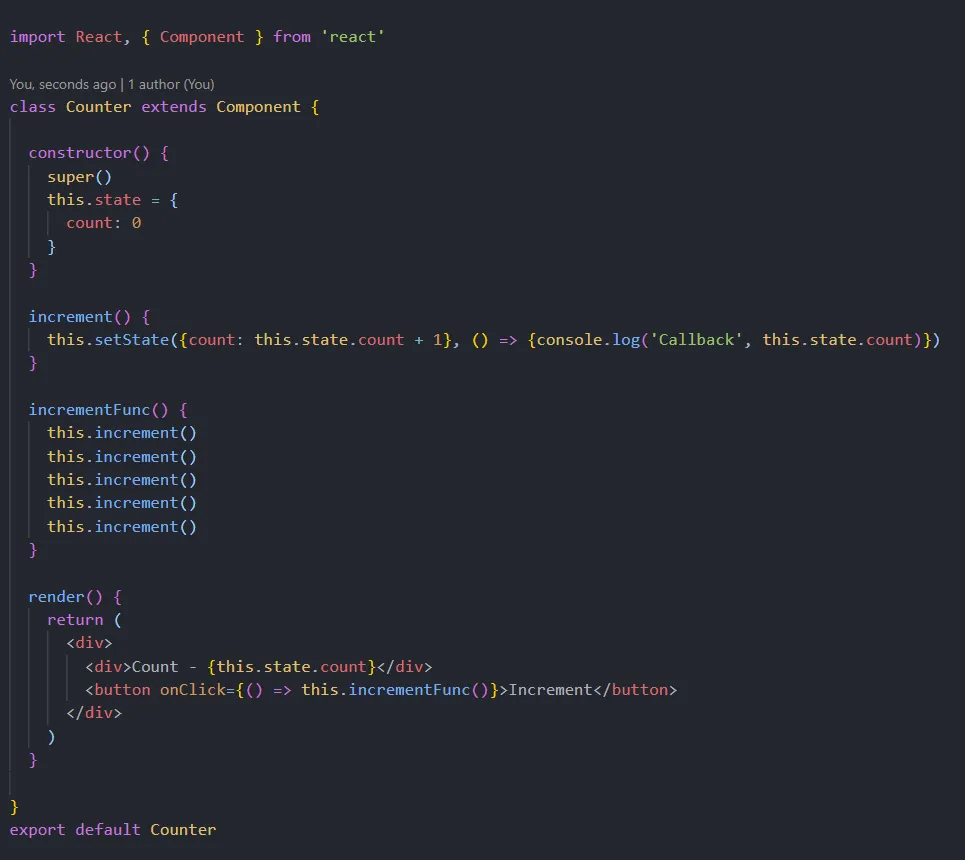 import React, { Component } from 'react'
You, seconds ago | 1 author (You)
class Counter extends Component {
constructor() {
super()
this.state = {
count: 0
}
}
increment() {
this.setState({count: this.state.count + 1}, () => {console.log('Callback', this.state.count)})
}
incrementFunc() {
this.increment()
this.increment()
this.increment()
this.increment()
this.increment()
}
render() {
return (
<div>
<div>Count - {this.state.count}</div>
<button onClick={() => this.incrementFunc()}>Increment</button>
</div>
)
}
}
export default Counter